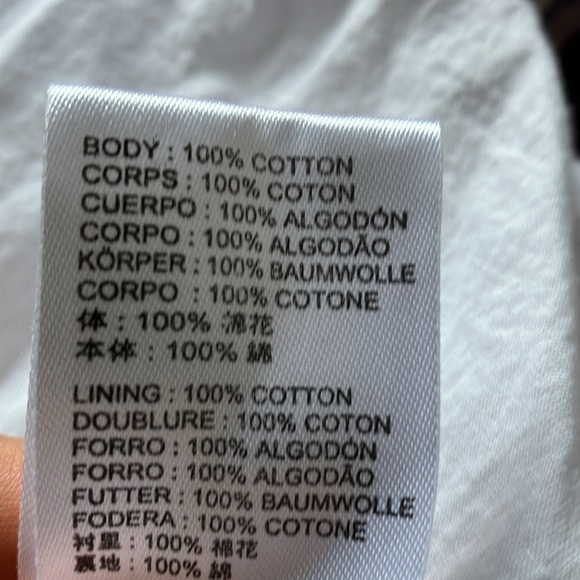 BODY : 100% COTTON
CORPS : 100% COTON
CUERPO : 100% ALGODÓN
CORPO : 100% ALGODÃO
KÖRPER : 100% BAUMWOLLE
CORPO : 100% COTONE
体 : 100% 棉花
本体 : 100% 綿
LINING : 100% COTTON
DOUBLURE : 100% COTON
FORRO : 100% ALGODÓN
FORRO : 100% ALGODÃO
FUTTER : 100% BAUMWOLLE
FODERA : 100% COTONE
衬里 : 100% 棉花
裏地 : 100% 綿